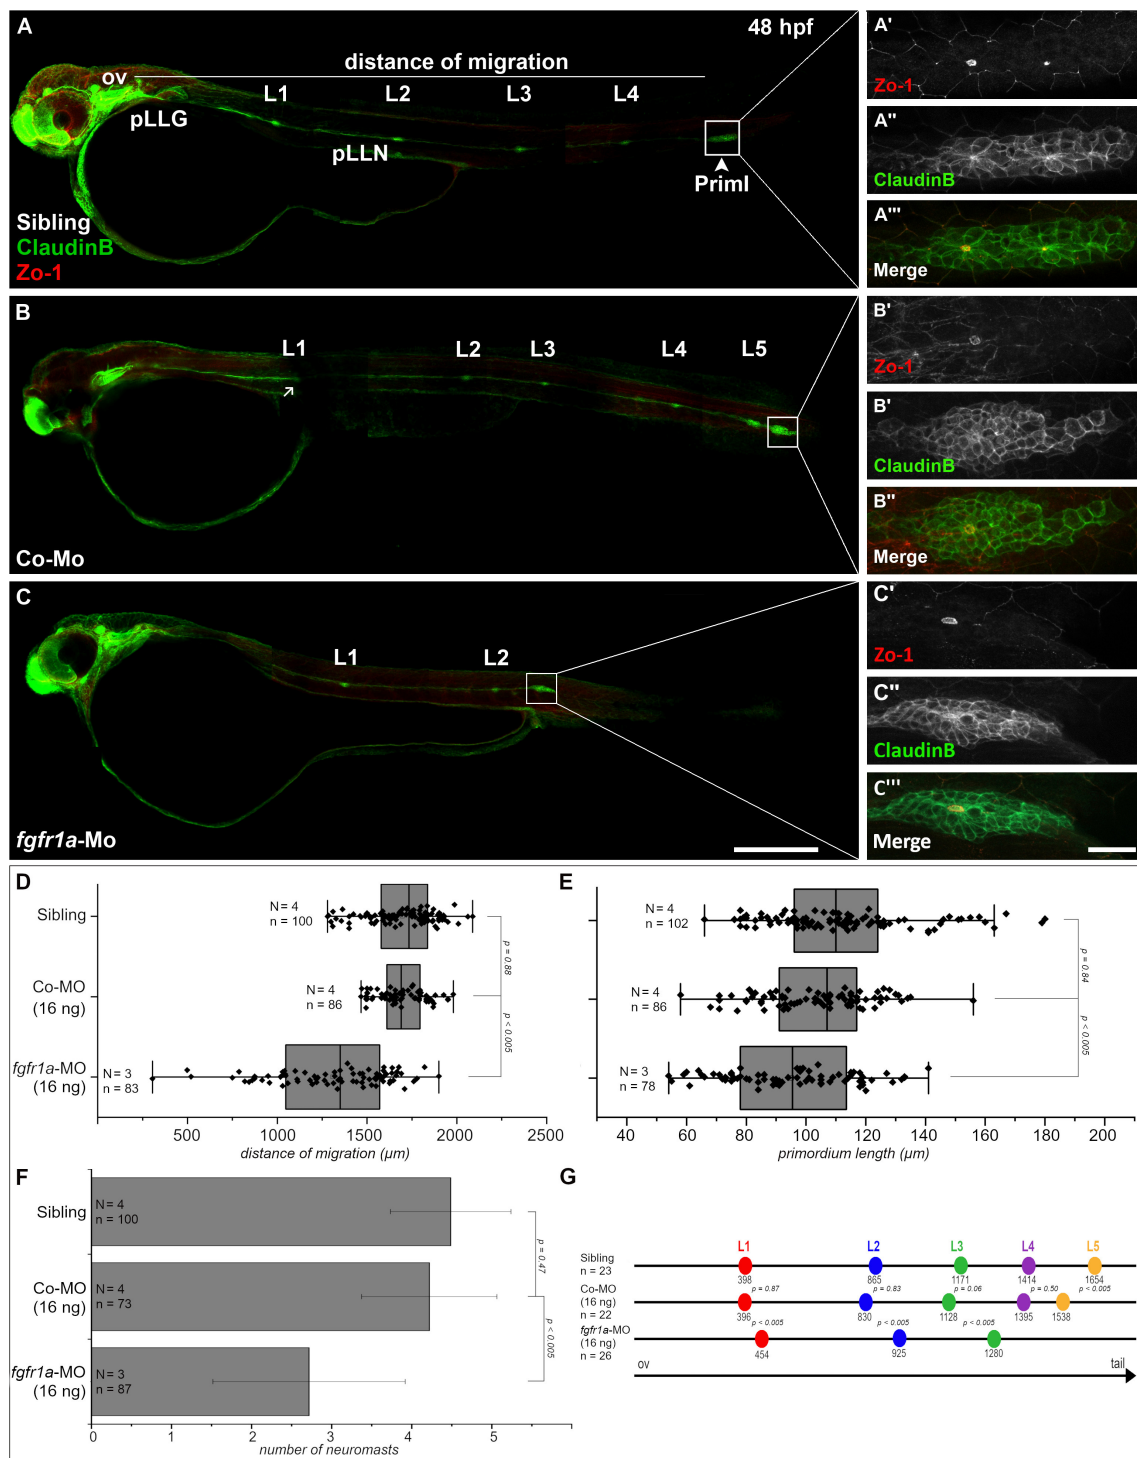 A
48 hpf
distance of migration
ov
L1
L2
L3
L4
pLLG
pLLN
PrimI
Sibling
ClaudinB
Zo-1
A'
Zo-1
A''
ClaudinB
A'''
Merge
B
L1
L2
L3
L4
L5
Co-Mo
B'
Zo-1
B'
ClaudinB
B''
Merge
C
L1
L2
fgfr1a-Mo
C'
Zo-1
C''
ClaudinB
C'''
Merge
D
Sibling
N = 4
n = 100
p = 0.88
Co-MO
(16 ng)
N = 4
n = 86
p < 0.005
fgfr1a-MO
(16 ng)
N = 3
n = 83
500
1000
1500
2000
2500
distance of migration (µm)
E
N = 4
n = 102
p = 0.84
N = 4
n = 86
p < 0.005
N = 3
n = 78
40
60
80
100
120
140
160
180
200
primordium length (µm)
F
Sibling
N = 4
n = 100
p = 0.47
Co-MO
(16 ng)
N = 4
n = 73
p < 0.005
fgfr1a-MO
(16 ng)
N = 3
n = 87
0
1
2
3
4
5
number of neuromasts
G
L1
L2
L3
L4
L5
Sibling
n = 23
398
865
1171
1414
1654
p = 0.87
p = 0.83
p = 0.06
p = 0.50
p < 0.005
Co-MO
(16 ng)
n = 22
396
830
1128
1395
1538
p < 0.005
p < 0.005
p < 0.005
fgfr1a-MO
(16 ng)
n = 26
454
925
1280
ov
tail